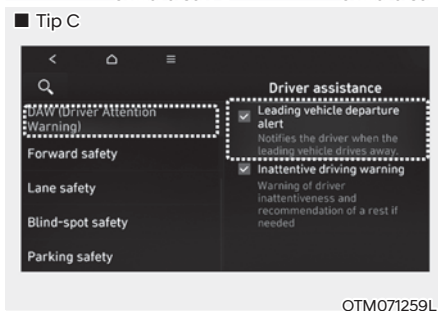 ■ Tip C
Driver assistance
DAW (Driver Attention
Warning)
Forward safety
Lane safety
Blind-spot safety
Parking safety
Leading vehicle departure
alert
Notifies the driver when the
leading vehicle drives away.
Inattentive driving warning
Warning of driver
inattentiveness and
recommendation of a rest if
needed
OTM071259L